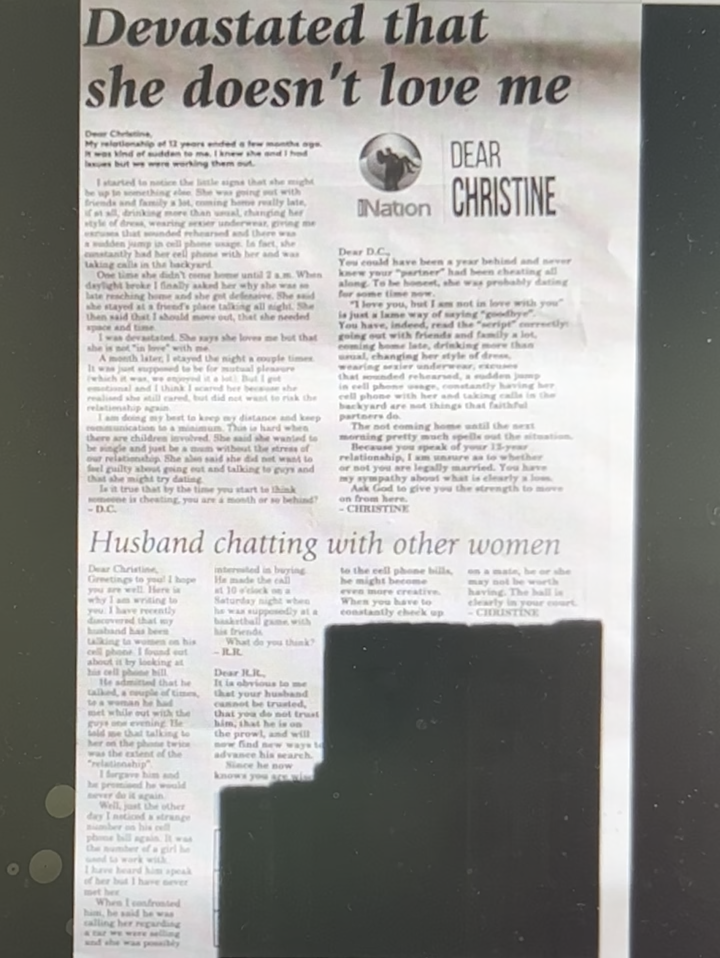 Devastated that
she doesn't love me
Dear Christine,
My relationship of 12 years ended a few months ago.
It was kind of sudden to me. I knew she and I had
issues but we were working them out.
I started to notice the little signs that she might
be up to something else. She was going out with
friends and family a lot, coming home really late,
if at all, drinking more than usual, changing her
style of dress, wearing sexier underwear, giving me
excuses that sounded rehearsed and there was
a sudden jump in cell phone usage. In fact, she
constantly had her cell phone with her and was
taking calls in the backyard.
One time she didn't come home until 2 a.m. When
daylight broke I finally asked her why she was so
late reaching home and she got defensive. She said
she stayed at a friend's place talking all night. She
then said that I should move out, that she needed
space and time.
I was devastated. She says she loves me but that
she is not "in love" with me.
A month later, I stayed the night a couple times.
It was just supposed to be for mutual pleasure
(which it was, we enjoyed it a lot). But I got
emotional and I think I scared her because she
realised she still cared, but did not want to risk the
relationship again.
I am doing my best to keep my distance and keep
communication to a minimum. This is hard when
there are children involved. She said she wanted to
be single and just be a mom without the stress of
our relationship. She also said she did not want to
feel guilty about going out and talking to guys and
that she might try dating.
Is it true that by the time you start to think
someone is cheating, you are a month or so behind?
– D.C.
Nation
DEAR
CHRISTINE
Dear D.C.,
You could have been a year behind and never
knew your "partner" had been cheating all
along. To be honest, she was probably dating
for some time now.
"I love you, but I am not in love with you"
is just a lame way of saying "goodbye".
You have, indeed, read the "script" correctly:
going out with friends and family a lot,
coming home late, drinking more than
usual, changing her style of dress,
wearing sexier underwear, excuses
that sounded rehearsed, a sudden jump
in cell phone usage, constantly having her
cell phone with her and taking calls in the
backyard are not things that faithful
partners do.
The not coming home until the next
morning pretty much spells out the situation.
Because you speak of your 12-year
relationship, I am unsure as to whether
or not you are legally married. You have
my sympathy about what is clearly a loss.
Ask God to give you the strength to move
on from here.
– CHRISTINE
Husband chatting with other women
Dear Christine,
Greetings to you! I hope
you are well. Here is
why I am writing to
you. I have recently
discovered that my
husband has been
talking to women on his
cell phone. I found out
about it by looking at
his cell phone bill.
He admitted that he
talked, a couple of times,
to a woman he had
met while out with the
guys one evening. He
told me that talking to
her on the phone twice
was the extent of the
"relationship".
I forgave him and
he promised he would
never do it again.
Well, just the other
day I noticed a strange
number on his cell
phone bill again. It was
the number of a girl he
used to work with.
I have heard him speak
of her but I have never
met her.
When I confronted
him, he said he was
calling her regarding
a car we were selling
and she was possibly
interested in buying.
He made the call
at 10 o'clock on a
Saturday night when
he was supposedly at a
basketball game with
his friends.
What do you think?
– R.R.
Dear R.R.,
It is obvious to me
that your husband
cannot be trusted,
that you do not trust
him, that he is on
the prowl, and will
now find new ways to
advance his search.
Since he now
knows you are
to the cell phone bills,
he might become
even more creative.
When you have to
constantly check up
on a mate, he or she
may not be worth
having. The ball is
clearly in your court.
– CHRISTINE